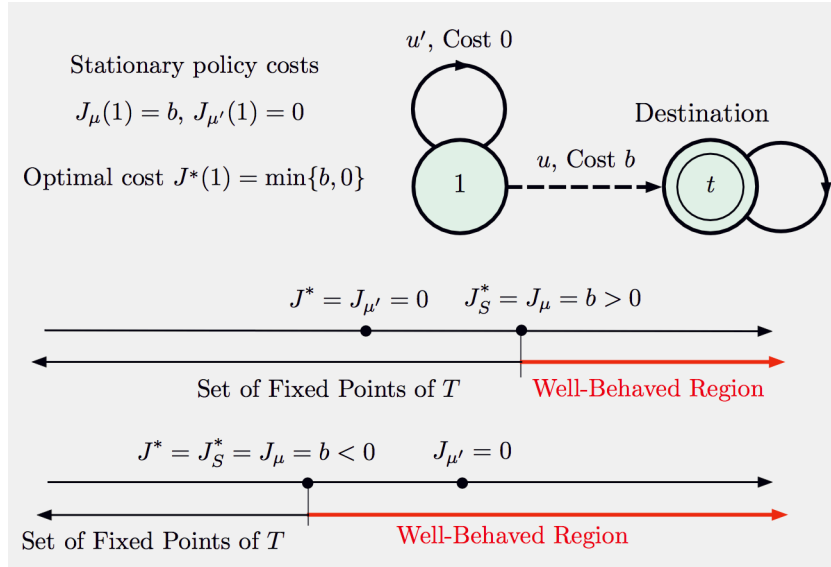 u′, Cost 0
Stationary policy costs
J_μ(1) = b, J_μ′(1) = 0
Destination
Optimal cost J*(1) = min{b, 0}
1
u, Cost b
t
J* = J_μ′ = 0
J*_S = J_μ = b > 0
Set of Fixed Points of T
Well-Behaved Region
J* = J*_S = J_μ = b < 0
J_μ′ = 0
Set of Fixed Points of T
Well-Behaved Region